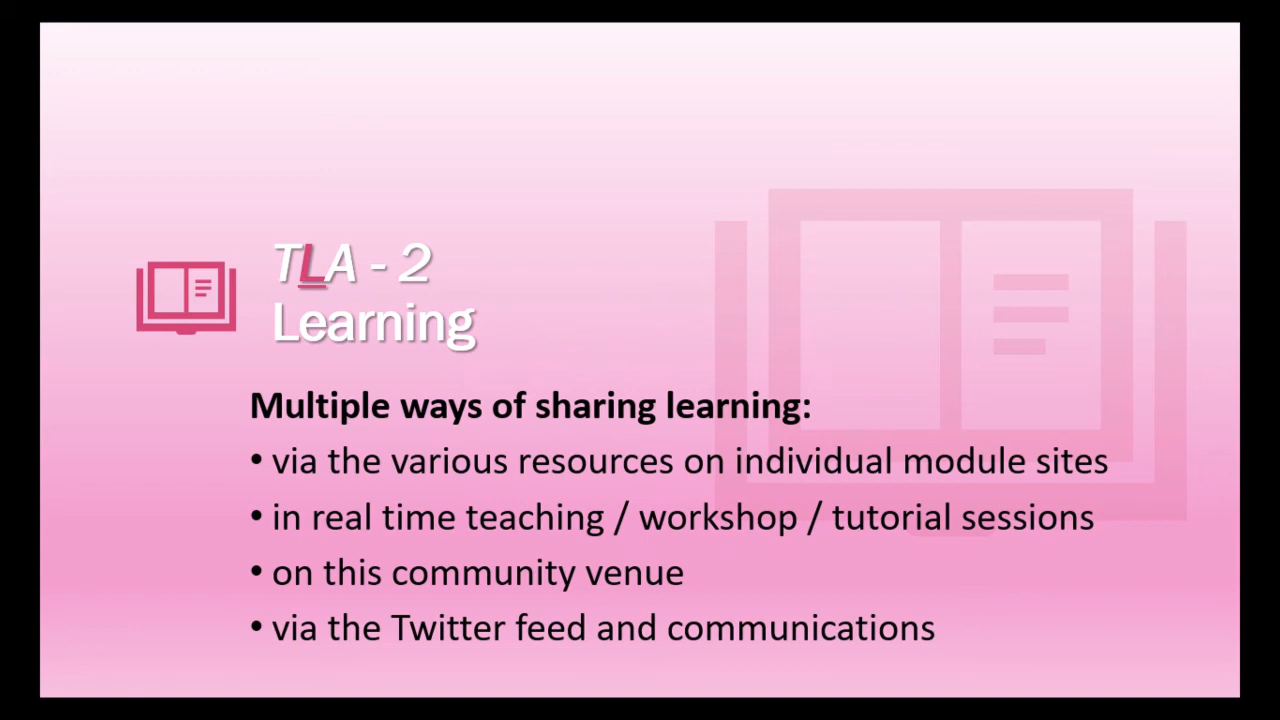 TLA - 2
Learning
Multiple ways of sharing learning:
• via the various resources on individual module sites
• in real time teaching / workshop / tutorial sessions
• on this community venue
• via the Twitter feed and communications